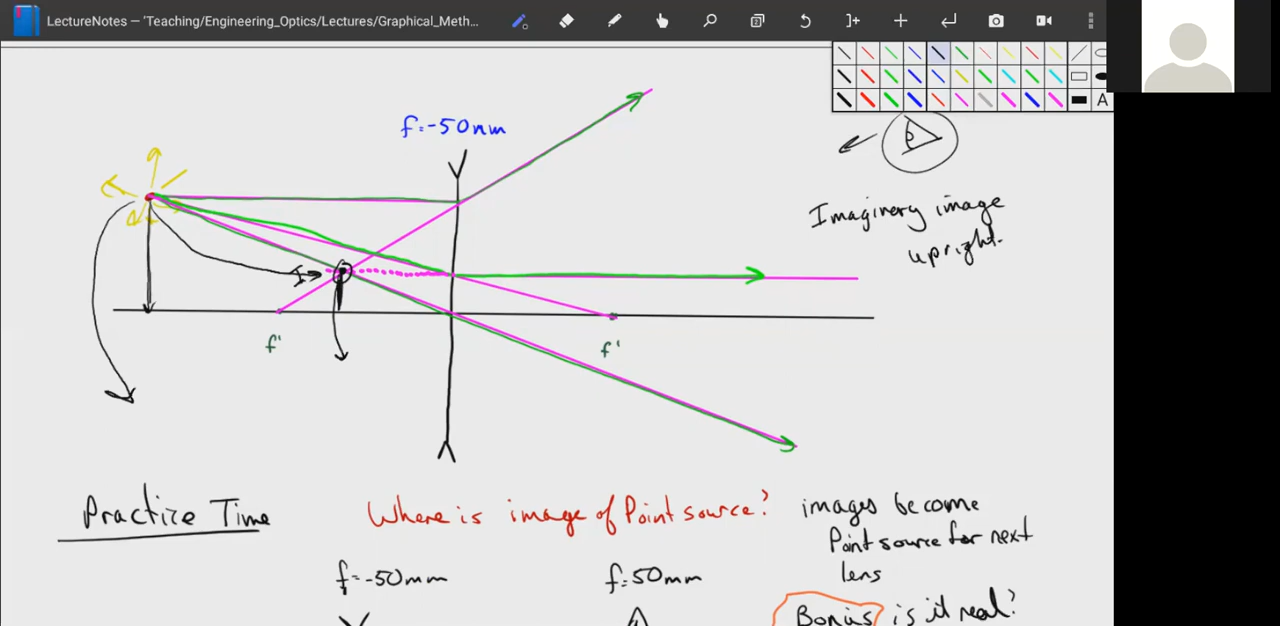 LectureNotes — 'Teaching/Engineering_Optics/Lectures/Graphical_Meth...
A
f=-50mm
Imaginery image
upright.
I
f'
f'
Practice Time
Where is image of Point source?
images become
Point source for next
lens
f=-50mm
f=50mm
Bonus is it real?